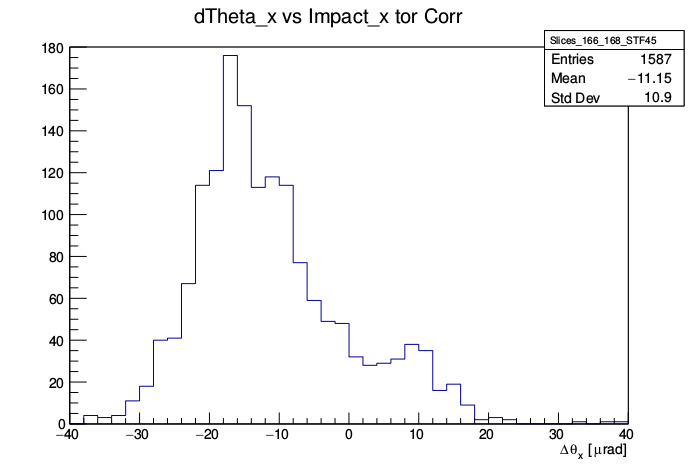 dTheta_x vs Impact_x tor Corr
Slices_166_168_STF45
Entries 1587
Mean −11.15
Std Dev 10.9
180
160
140
120
100
80
60
40
20
0
−40 −30 −20 −10 0 10 20 30 40
Δθx [μrad]